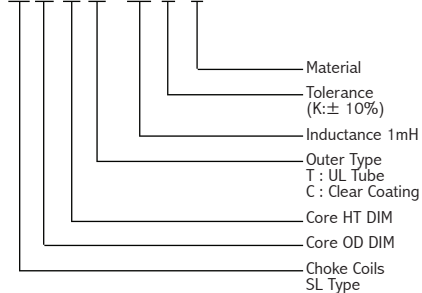 Material
Tolerance
(K:± 10%)
Inductance 1mH
Outer Type
T : UL Tube
C : Clear Coating
Core HT DIM
Core OD DIM
Choke Coils
SL Type